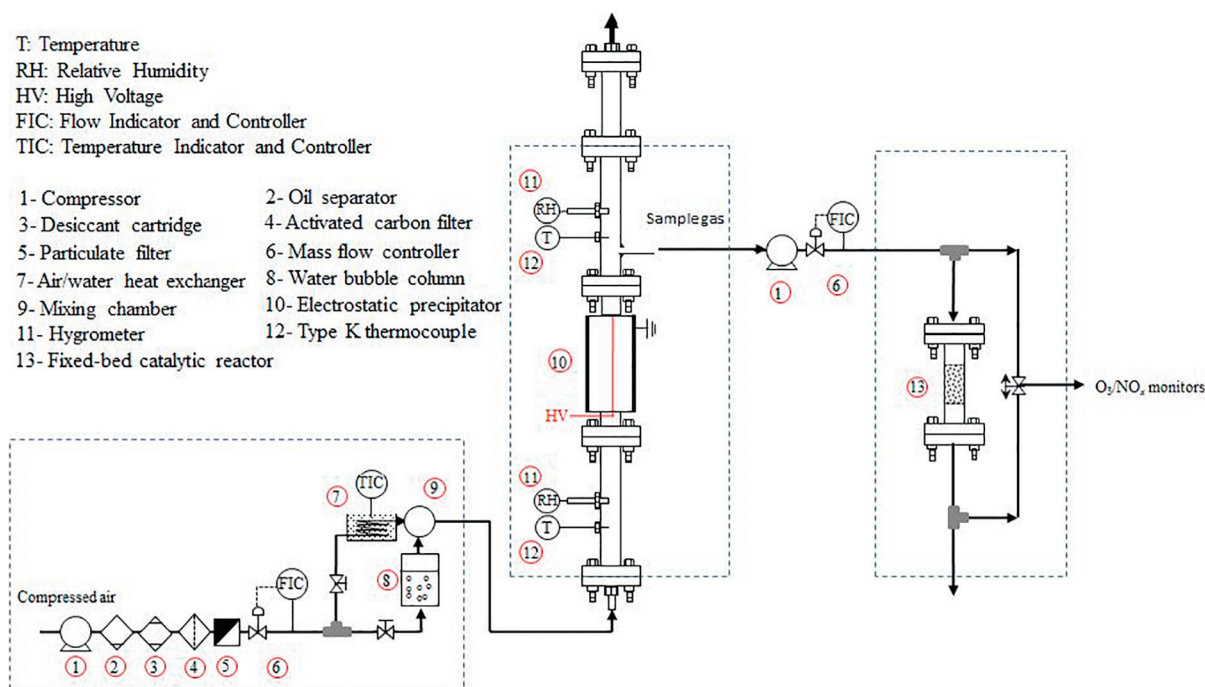 T: Temperature
RH: Relative Humidity
HV: High Voltage
FIC: Flow Indicator and Controller
TIC: Temperature Indicator and Controller
1- Compressor
2- Oil separator
3- Desiccant cartridge
4- Activated carbon filter
5- Particulate filter
6- Mass flow controller
7- Air/water heat exchanger
8- Water bubble column
9- Mixing chamber
10- Electrostatic precipitator
11- Hygrometer
12- Type K thermocouple
13- Fixed-bed catalytic reactor
11
RH
T
12
Sample gas
FIC
1
6
10
HV
13
O3/NOx monitors
11
RH
T
12
TIC
7
9
8
FIC
Compressed air
1
2
3
4
5
6